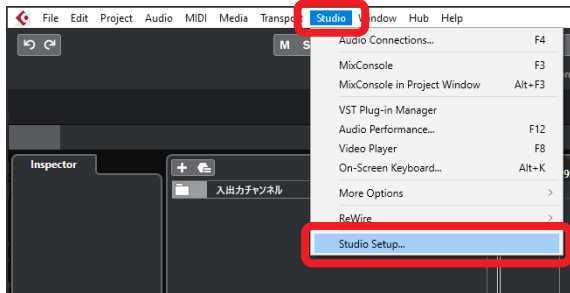 File Edit Project Audio MIDI Media Transport Studio Window Hub Help
M S
Audio Connections... F4
MixConsole F3
MixConsole in Project Window Alt+F3
VST Plug-in Manager
Audio Performance... F12
Video Player F8
On-Screen Keyboard... Alt+K
More Options
ReWire
Studio Setup...
Inspector
入出力チャンネル